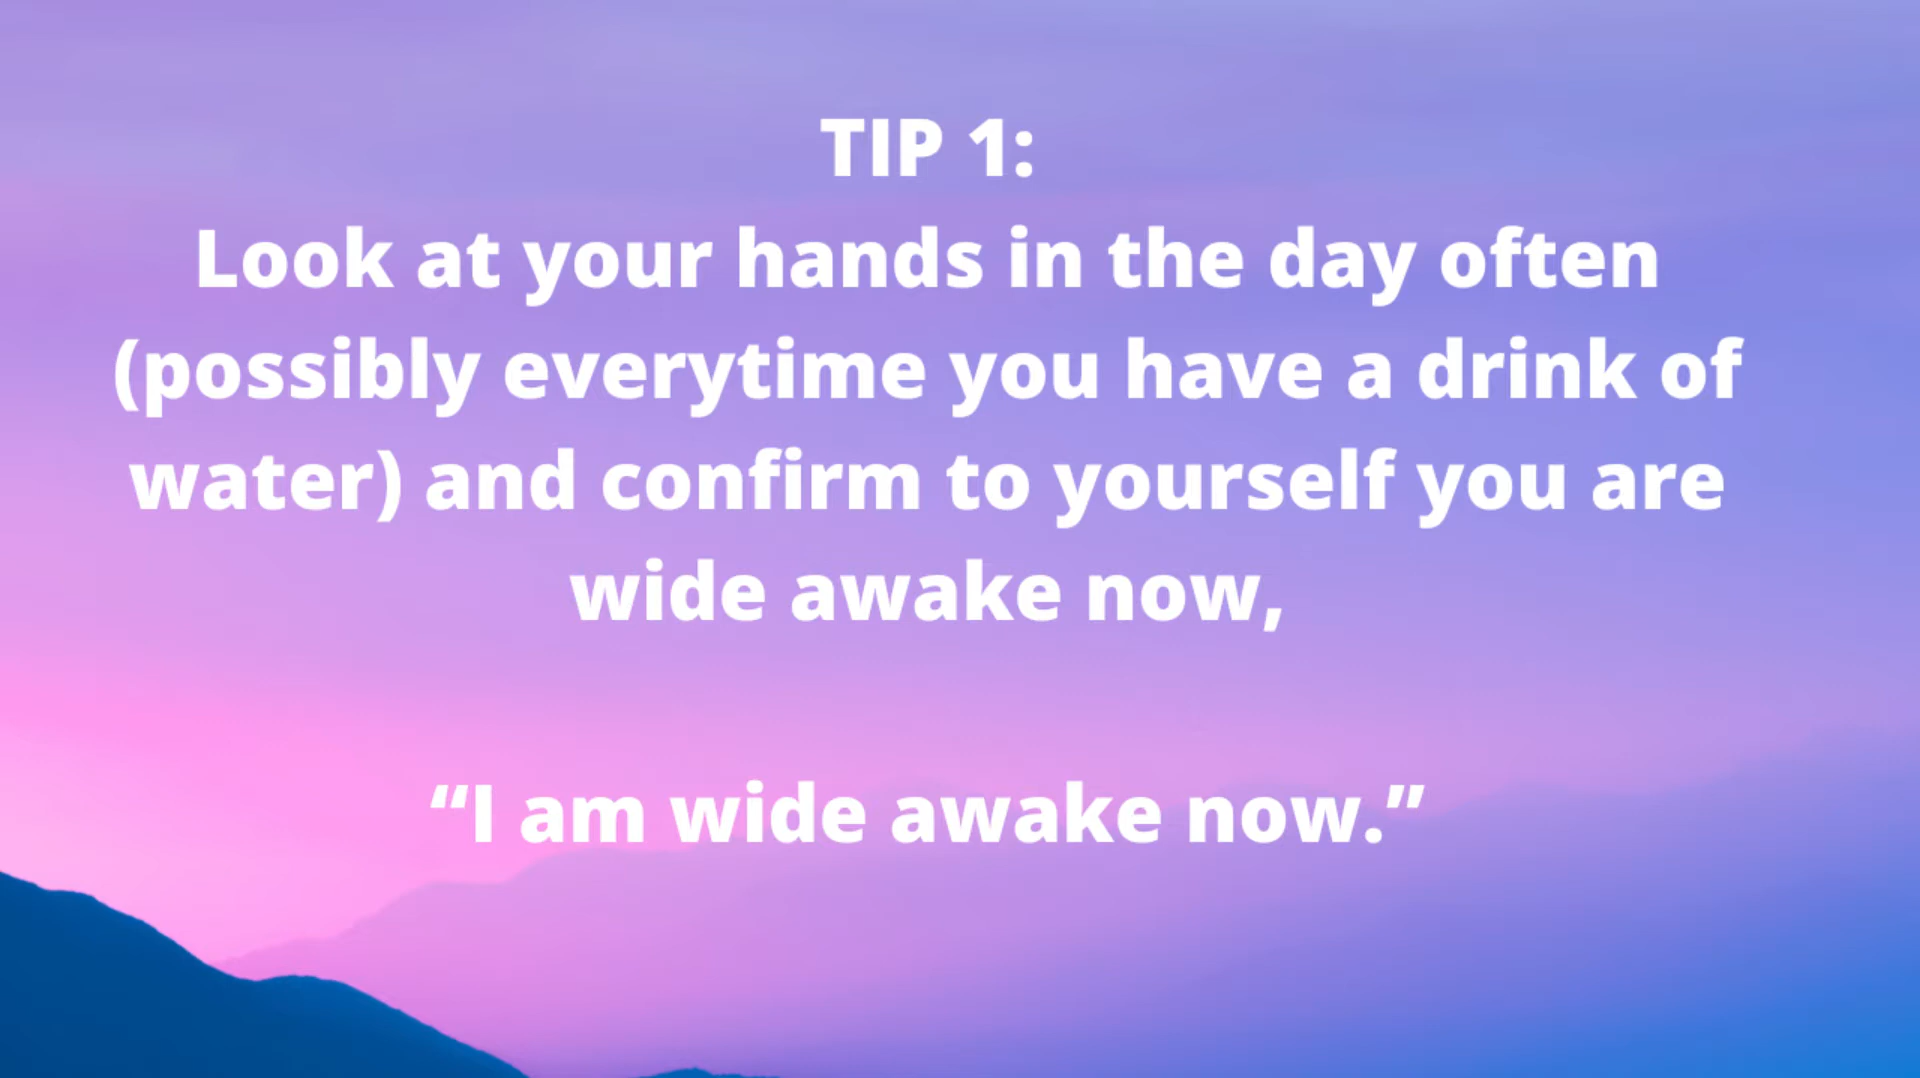 TIP 1:
Look at your hands in the day often
(possibly everytime you have a drink of
water) and confirm to yourself you are
wide awake now,
“I am wide awake now.”